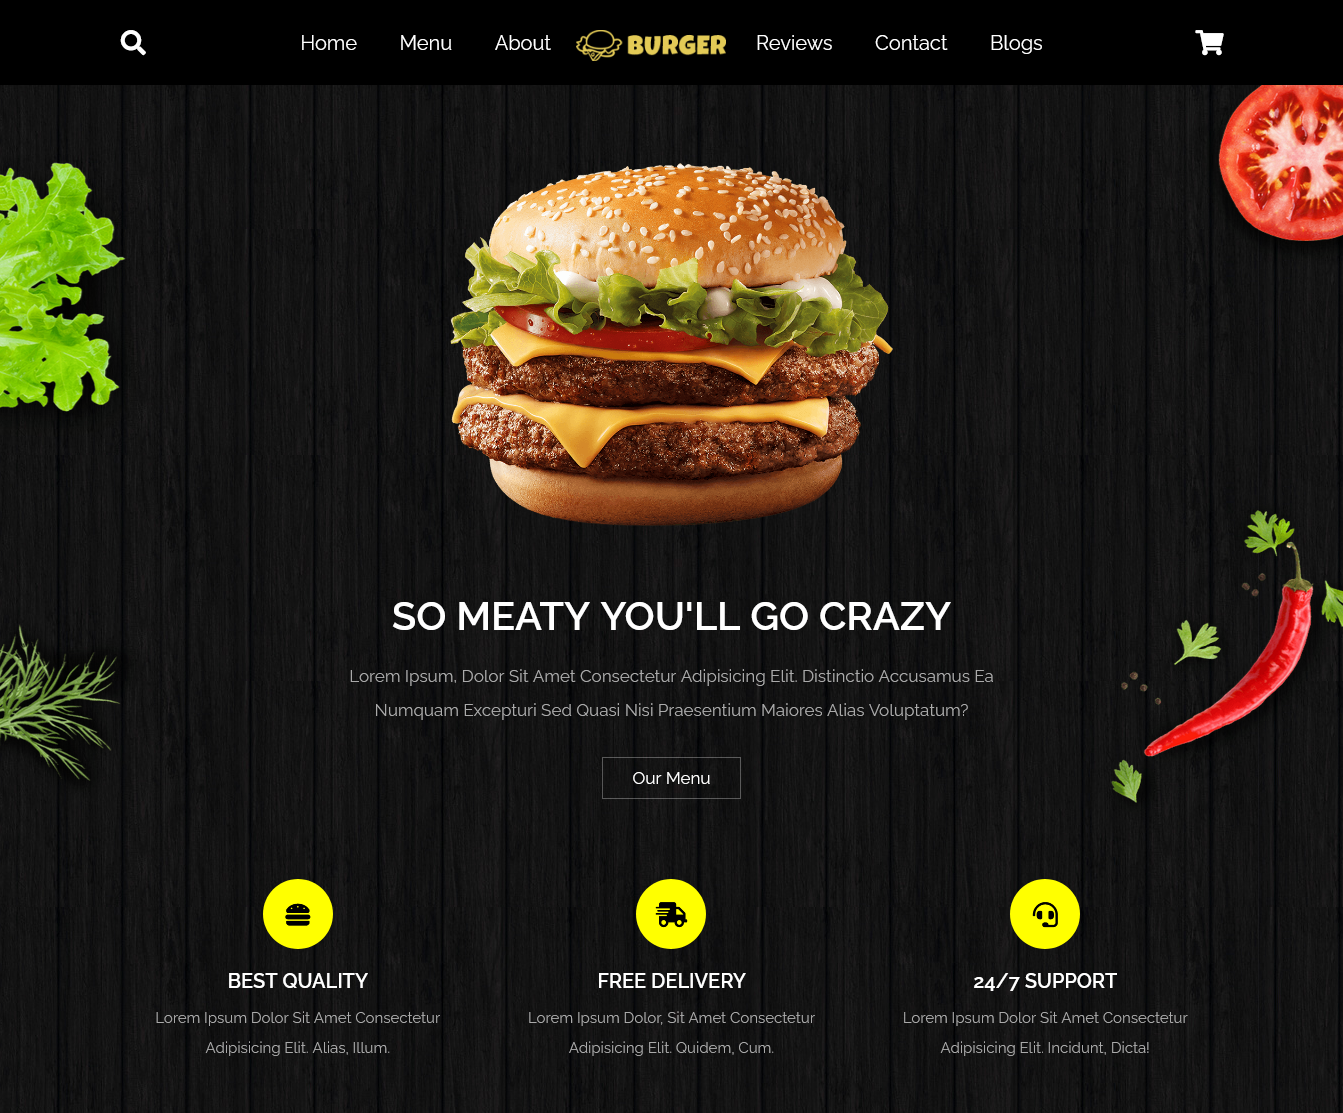 Home Menu About BURGER Reviews Contact Blogs
SO MEATY YOU'LL GO CRAZY
Lorem Ipsum, Dolor Sit Amet Consectetur Adipisicing Elit. Distinctio Accusamus Ea
Numquam Excepturi Sed Quasi Nisi Praesentium Maiores Alias Voluptatum?
Our Menu
BEST QUALITY
Lorem Ipsum Dolor Sit Amet Consectetur
Adipisicing Elit. Alias, Illum.
FREE DELIVERY
Lorem Ipsum Dolor, Sit Amet Consectetur
Adipisicing Elit. Quidem, Cum.
24/7 SUPPORT
Lorem Ipsum Dolor Sit Amet Consectetur
Adipisicing Elit. Incidunt, Dicta!